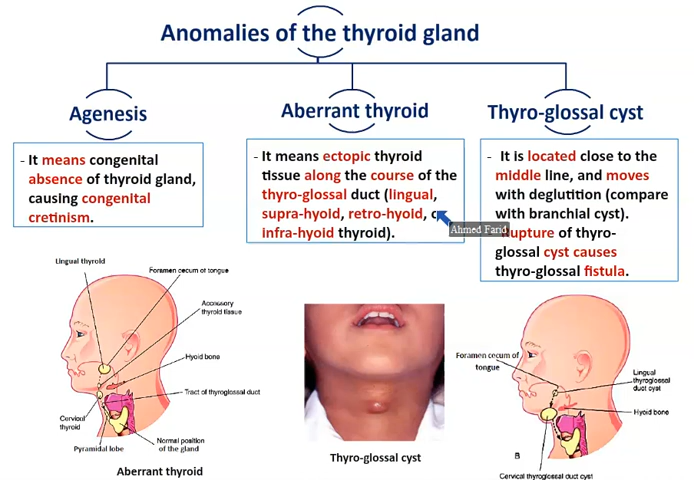 Anomalies of the thyroid gland
Agenesis
- It means congenital
absence of thyroid gland,
causing congenital
cretinism.
Aberrant thyroid
- It means ectopic thyroid
tissue along the course of the
thyro-glossal duct (lingual,
supra-hyoid, retro-hyoid,
infra-hyoid thyroid).
Thyro-glossal cyst
- It is located close to the
middle line, and moves
with deglutition (compare
with branchial cyst).
Rupture of thyro-
glossal cyst causes
thyro-glossal fistula.
Ahmed Farid
Lingual thyroid
Foramen cecum of tongue
Accessory
thyroid tissue
Hyoid bone
Tract of thyroglossal duct
Cervical
thyroid
Pyramidal lobe
Normal position
of the gland
Aberrant thyroid
Thyro-glossal cyst
Foramen cecum of
tongue
Lingual
thyroglossal
duct cyst
Hyoid bone
B
Cervical thyroglossal duct cyst